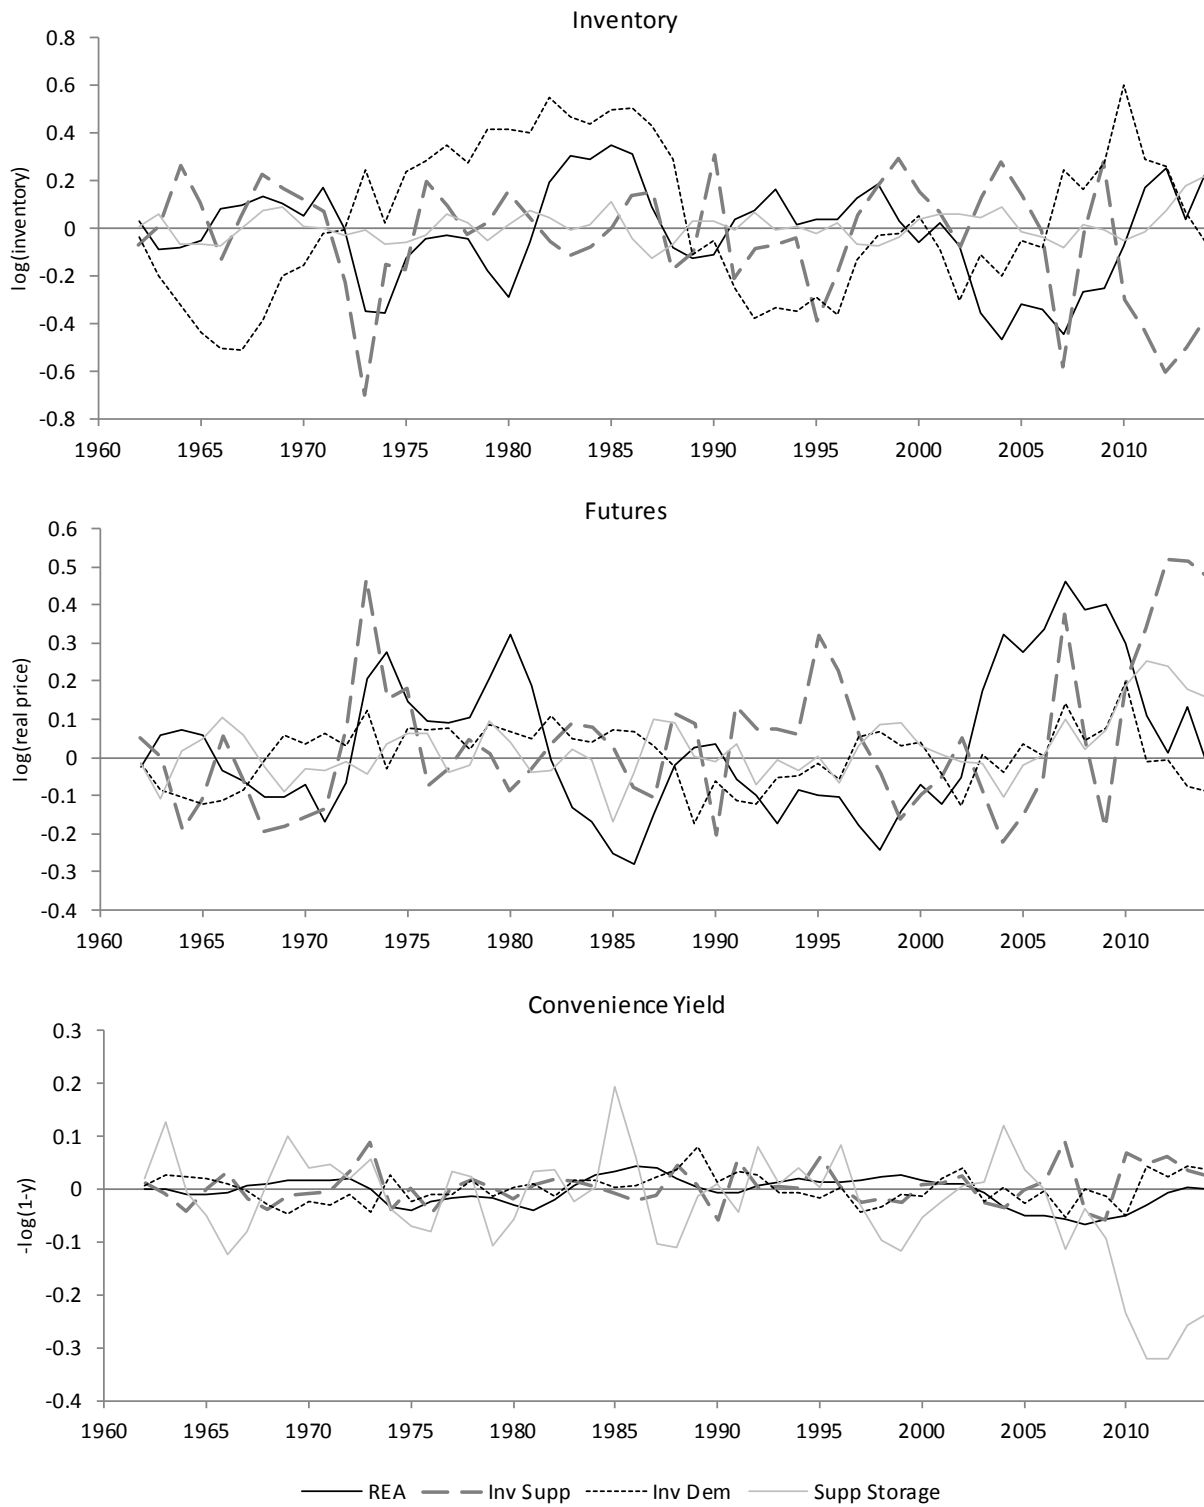 Inventory
0.8
0.6
0.4
0.2
0
-0.2
-0.4
-0.6
-0.8
log(inventory)
1960 1965 1970 1975 1980 1985 1990 1995 2000 2005 2010
Futures
0.6
0.5
0.4
0.3
0.2
0.1
0
-0.1
-0.2
-0.3
-0.4
log(real price)
1960 1965 1970 1975 1980 1985 1990 1995 2000 2005 2010
Convenience Yield
0.3
0.2
0.1
0
-0.1
-0.2
-0.3
-0.4
-log(1-y)
1960 1965 1970 1975 1980 1985 1990 1995 2000 2005 2010
REA Inv Supp Inv Dem Supp Storage